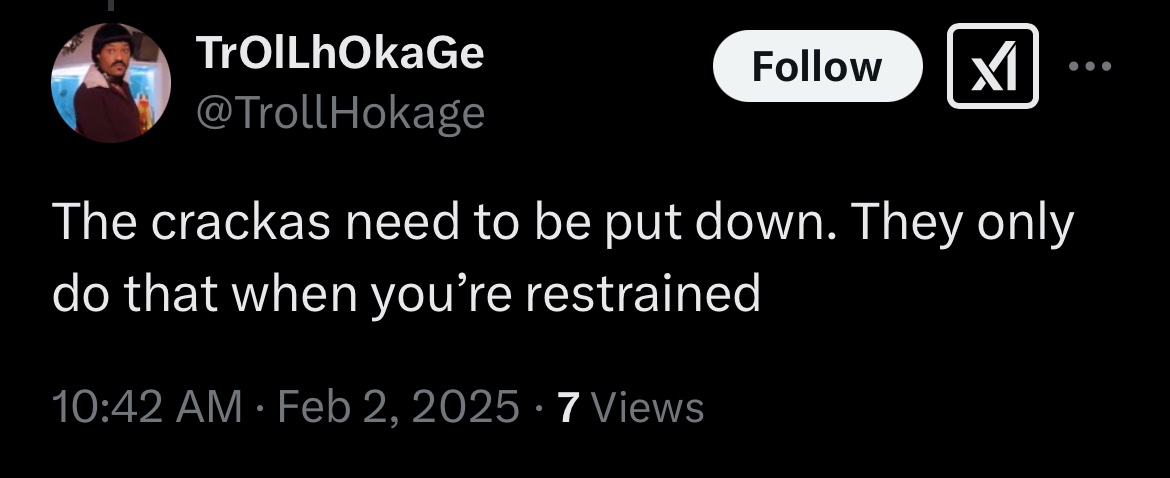 TrOlLhOkaGe
Follow
@TrollHokage
The crackas need to be put down. They only
do that when you’re restrained
10:42 AM · Feb 2, 2025 · 7 Views